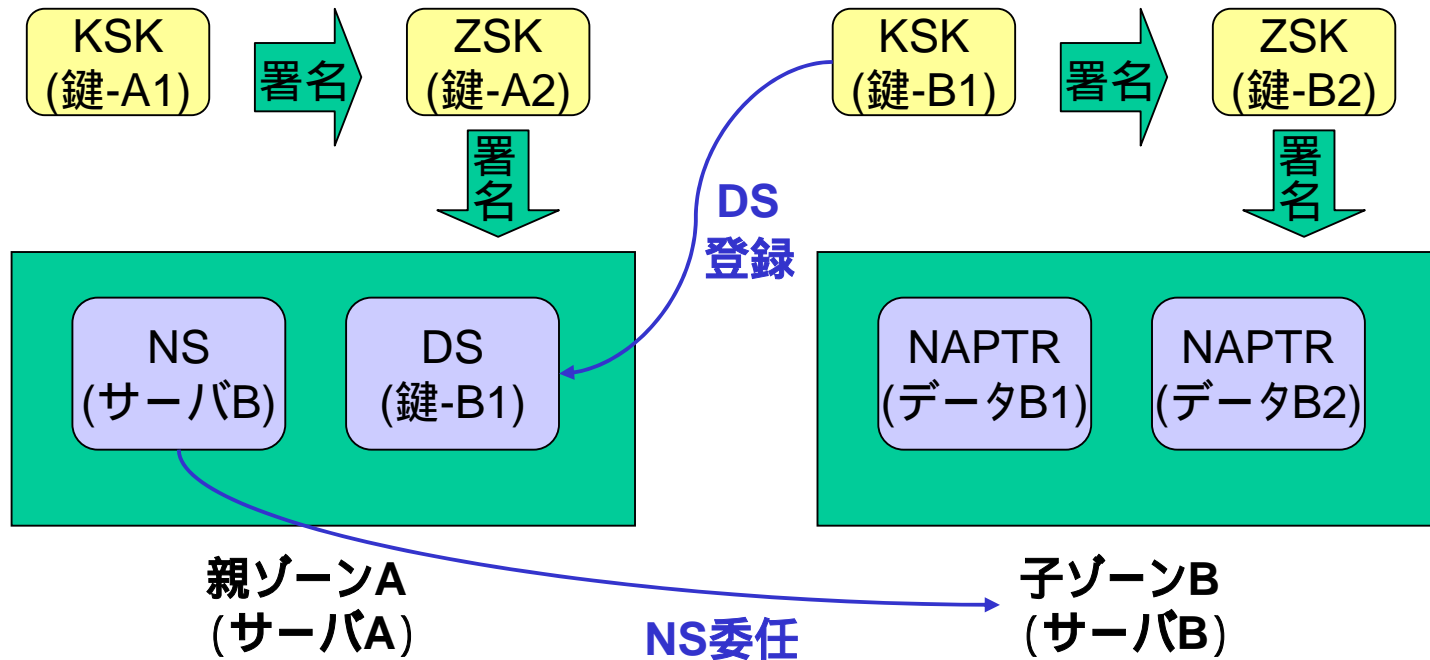 KSK
(鍵-A1)
署名
ZSK
(鍵-A2)
KSK
(鍵-B1)
署名
ZSK
(鍵-B2)
署名
署名
DS
登録
NS
(サーバB)
DS
(鍵-B1)
NAPTR
(データB1)
NAPTR
(データB2)
親ゾーンA
(サーバA)
NS委任
子ゾーンB
(サーバB)